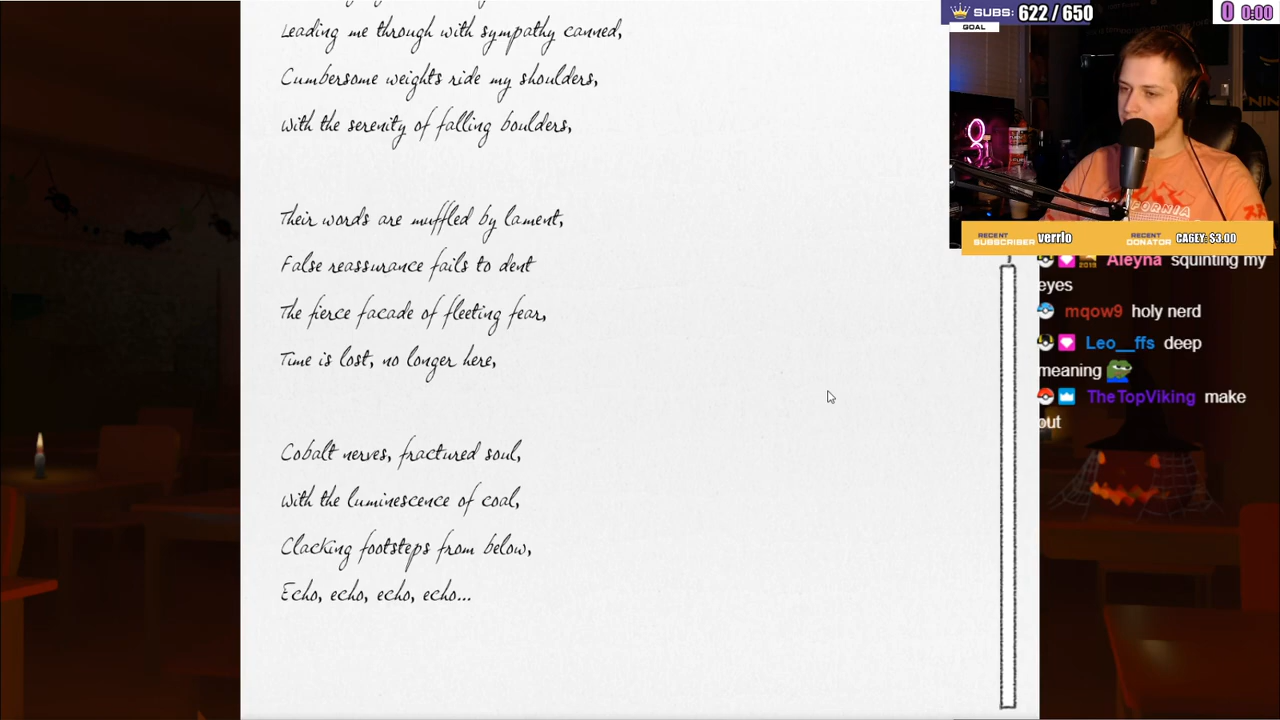 Leading me through with sympathy canned,
Cumbersome weights ride my shoulders,
With the serenity of falling boulders,
Their words are muffled by lament,
False reassurance fails to dent
The fierce facade of fleeting fear,
Time is lost, no longer here,
Cobalt nerves, fractured soul,
With the luminescence of coal,
Clacking footsteps from below,
Echo, echo, echo, echo...
SUBS: 622 / 650
GOAL
0 0:00
FORNIA
RECENT SUBSCRIBER verrlo
RECENT DONATOR CA6EY: $3.00
Aleyna squinting my
eyes
mqow9 holy nerd
Leo__ffs deep
meaning
TheTopViking make
out